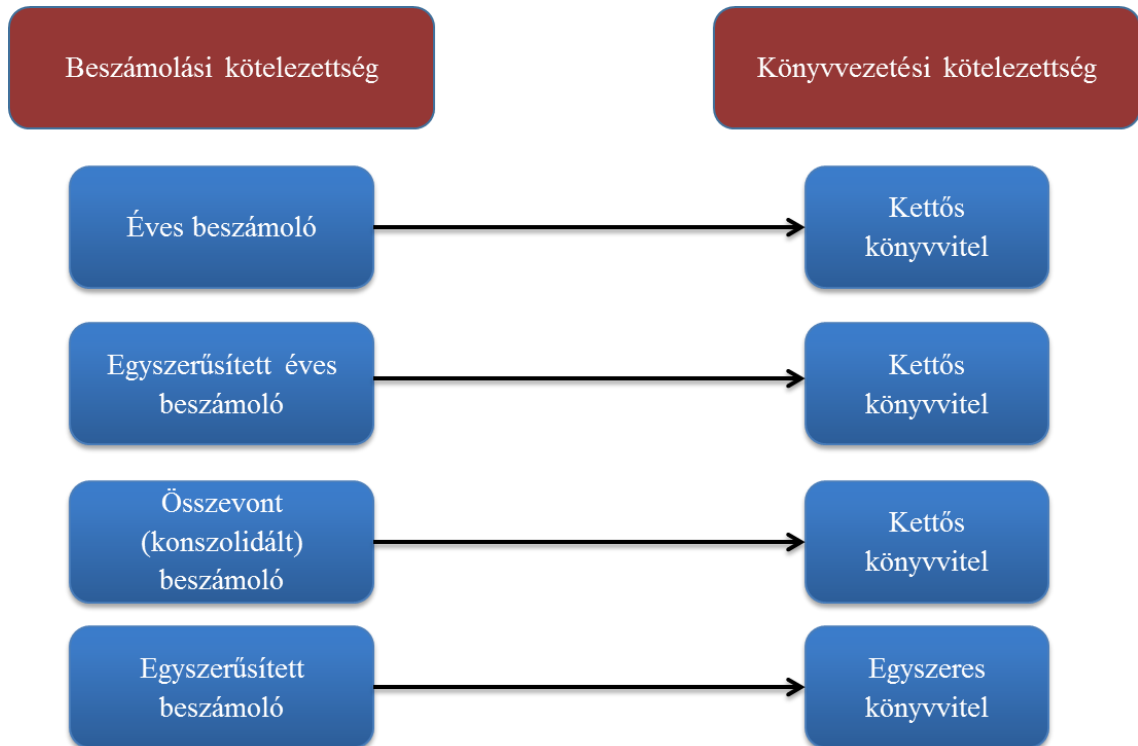 Beszámolási kötelezettség
Könyvvezetési kötelezettség
Éves beszámoló
Kettős
könyvvitel
Egyszerűsített éves
beszámoló
Kettős
könyvvitel
Összevont
(konszolidált)
beszámoló
Kettős
könyvvitel
Egyszerűsített
beszámoló
Egyszeres
könyvvitel